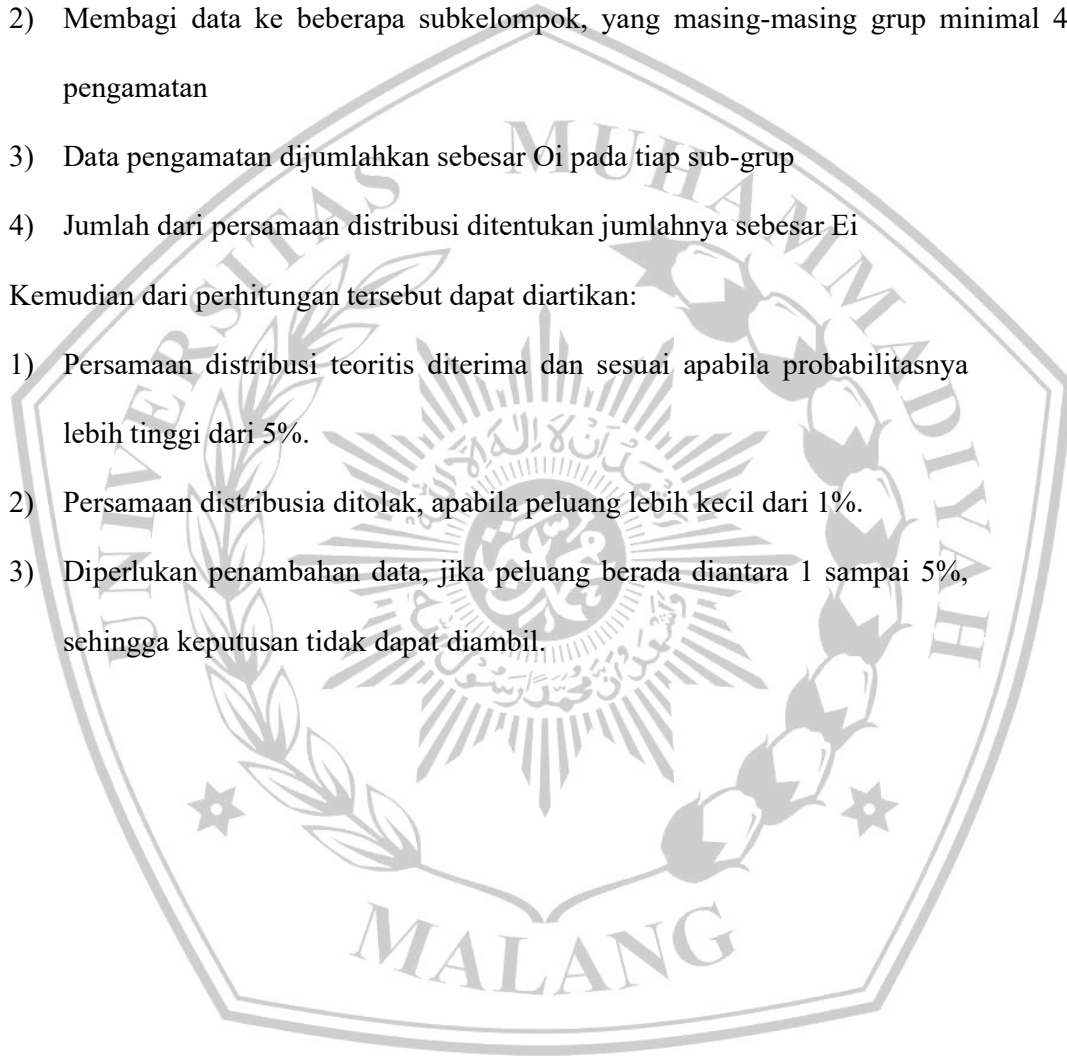 2) Membagi data ke beberapa subkelompok, yang masing-masing grup minimal 4
pengamatan
3) Data pengamatan dijumlahkan sebesar Oi pada tiap sub-grup
4) Jumlah dari persamaan distribusi ditentukan jumlahnya sebesar Ei
Kemudian dari perhitungan tersebut dapat diartikan:
1) Persamaan distribusi teoritis diterima dan sesuai apabila probabilitasnya
lebih tinggi dari 5%.
2) Persamaan distribusia ditolak, apabila peluang lebih kecil dari 1%.
3) Diperlukan penambahan data, jika peluang berada diantara 1 sampai 5%,
sehingga keputusan tidak dapat diambil.
UNIVERSITAS MUHAMMADIYAH
MALANG